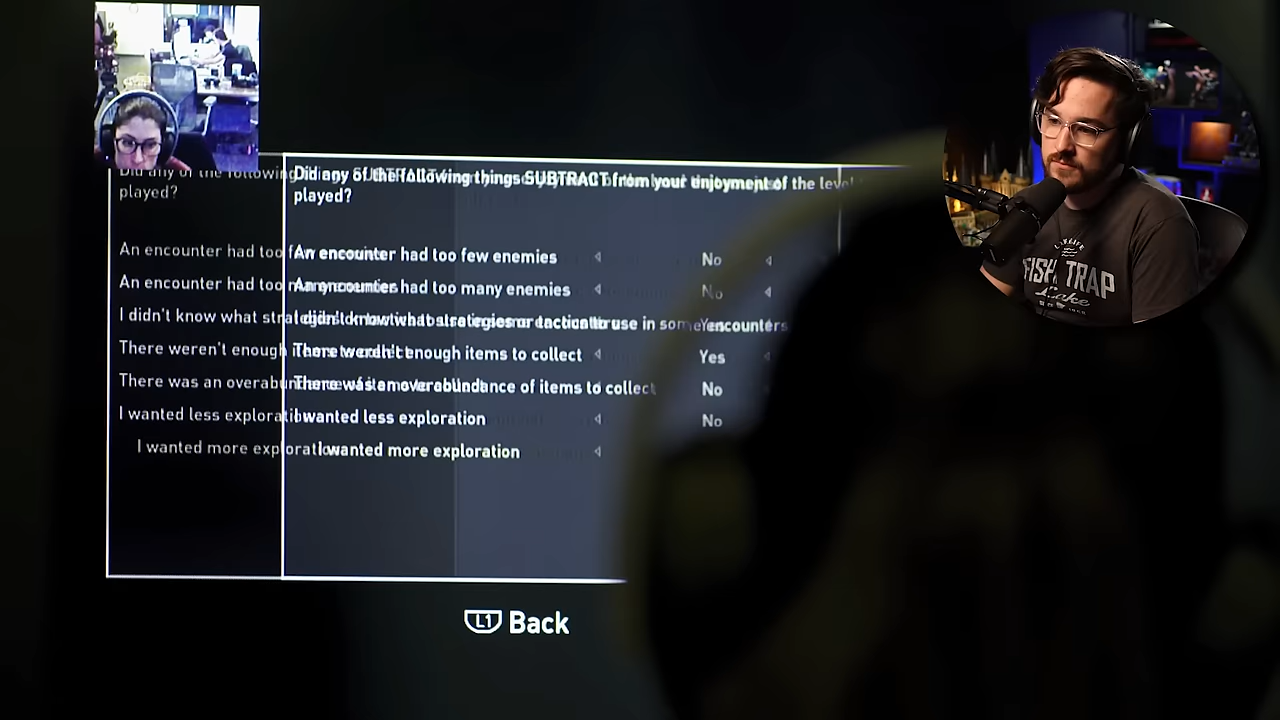 Did any of the following things SUBTRACT from your enjoyment of the level
played?
An encounter had too few enemies No
An encounter had too many enemies No
I didn't know what strategies or tactics to use in some encounters Yes
There weren't enough items to collect Yes
There was an overabundance of items to collect No
I wanted less exploration No
I wanted more exploration
L1 Back
FISH TRAP
Lake